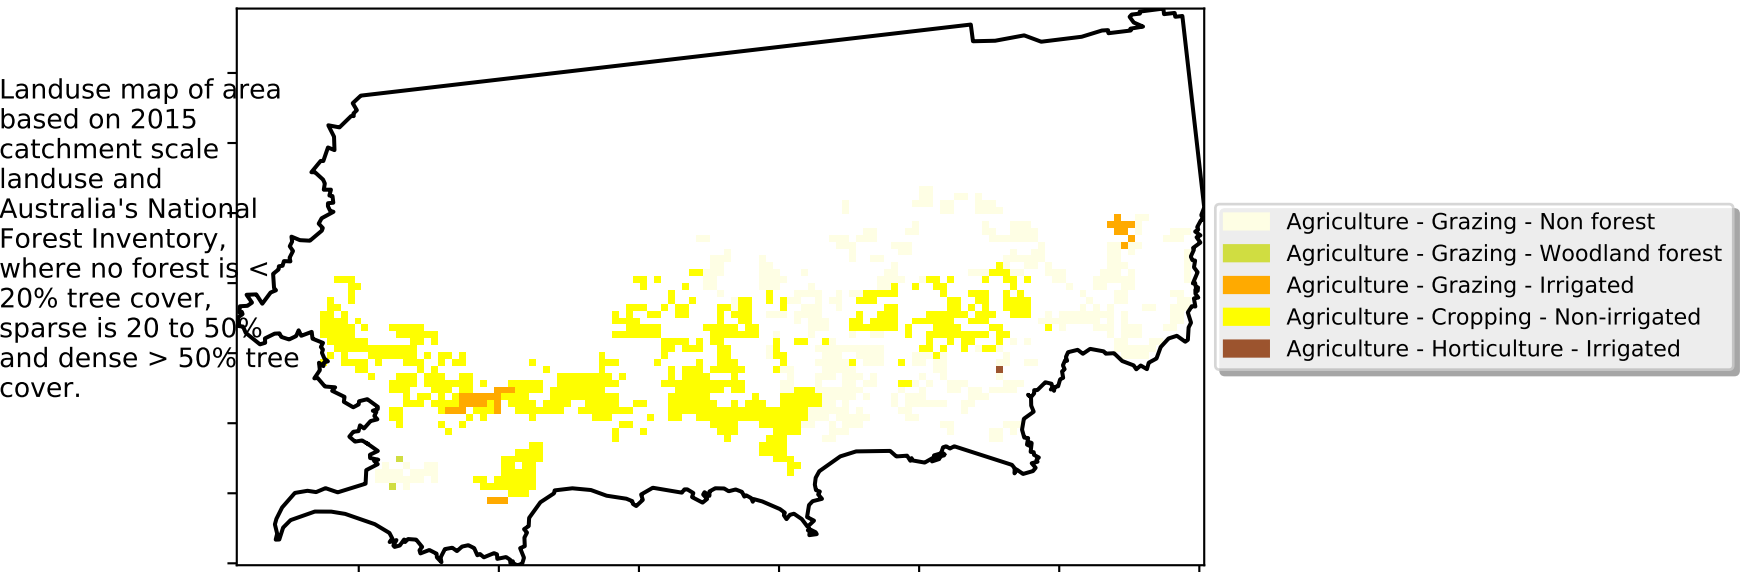 Landuse map of area
based on 2015
catchment scale
landuse and
Australia's National
Forest Inventory,
where no forest is <
20% tree cover,
sparse is 20 to 50%
and dense > 50% tree
cover.
Agriculture - Grazing - Non forest
Agriculture - Grazing - Woodland forest
Agriculture - Grazing - Irrigated
Agriculture - Cropping - Non-irrigated
Agriculture - Horticulture - Irrigated